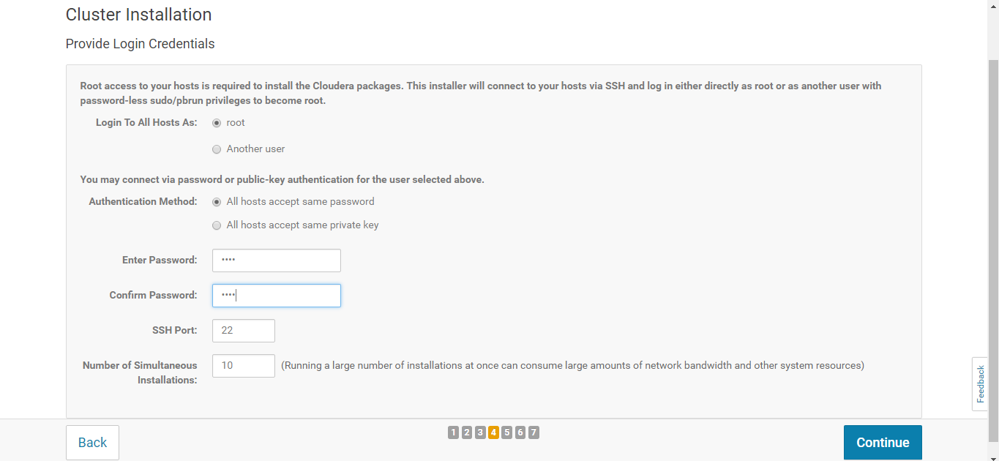 Cluster Installation
Provide Login Credentials
Root access to your hosts is required to install the Cloudera packages. This installer will connect to your hosts via SSH and log in either directly as root or as another user with
password-less sudo/pbrun privileges to become root.
Login To All Hosts As: root
Another user
You may connect via password or public-key authentication for the user selected above.
Authentication Method: All hosts accept same password
All hosts accept same private key
Enter Password: ••••
Confirm Password: ••••
SSH Port: 22
Number of Simultaneous 10 (Running a large number of installations at once can consume large amounts of network bandwidth and other system resources)
Installations:
Feedback
Back 1 2 3 4 5 6 7 Continue